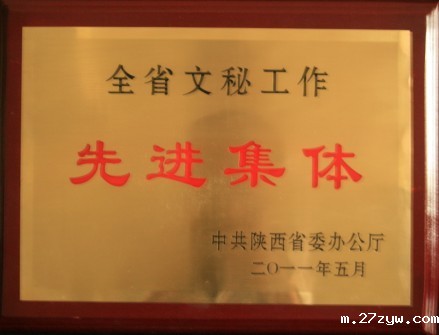 全省文秘工作
先进集体
中共陕西省委办公厅
二〇一一年五月
m.27zyw.com